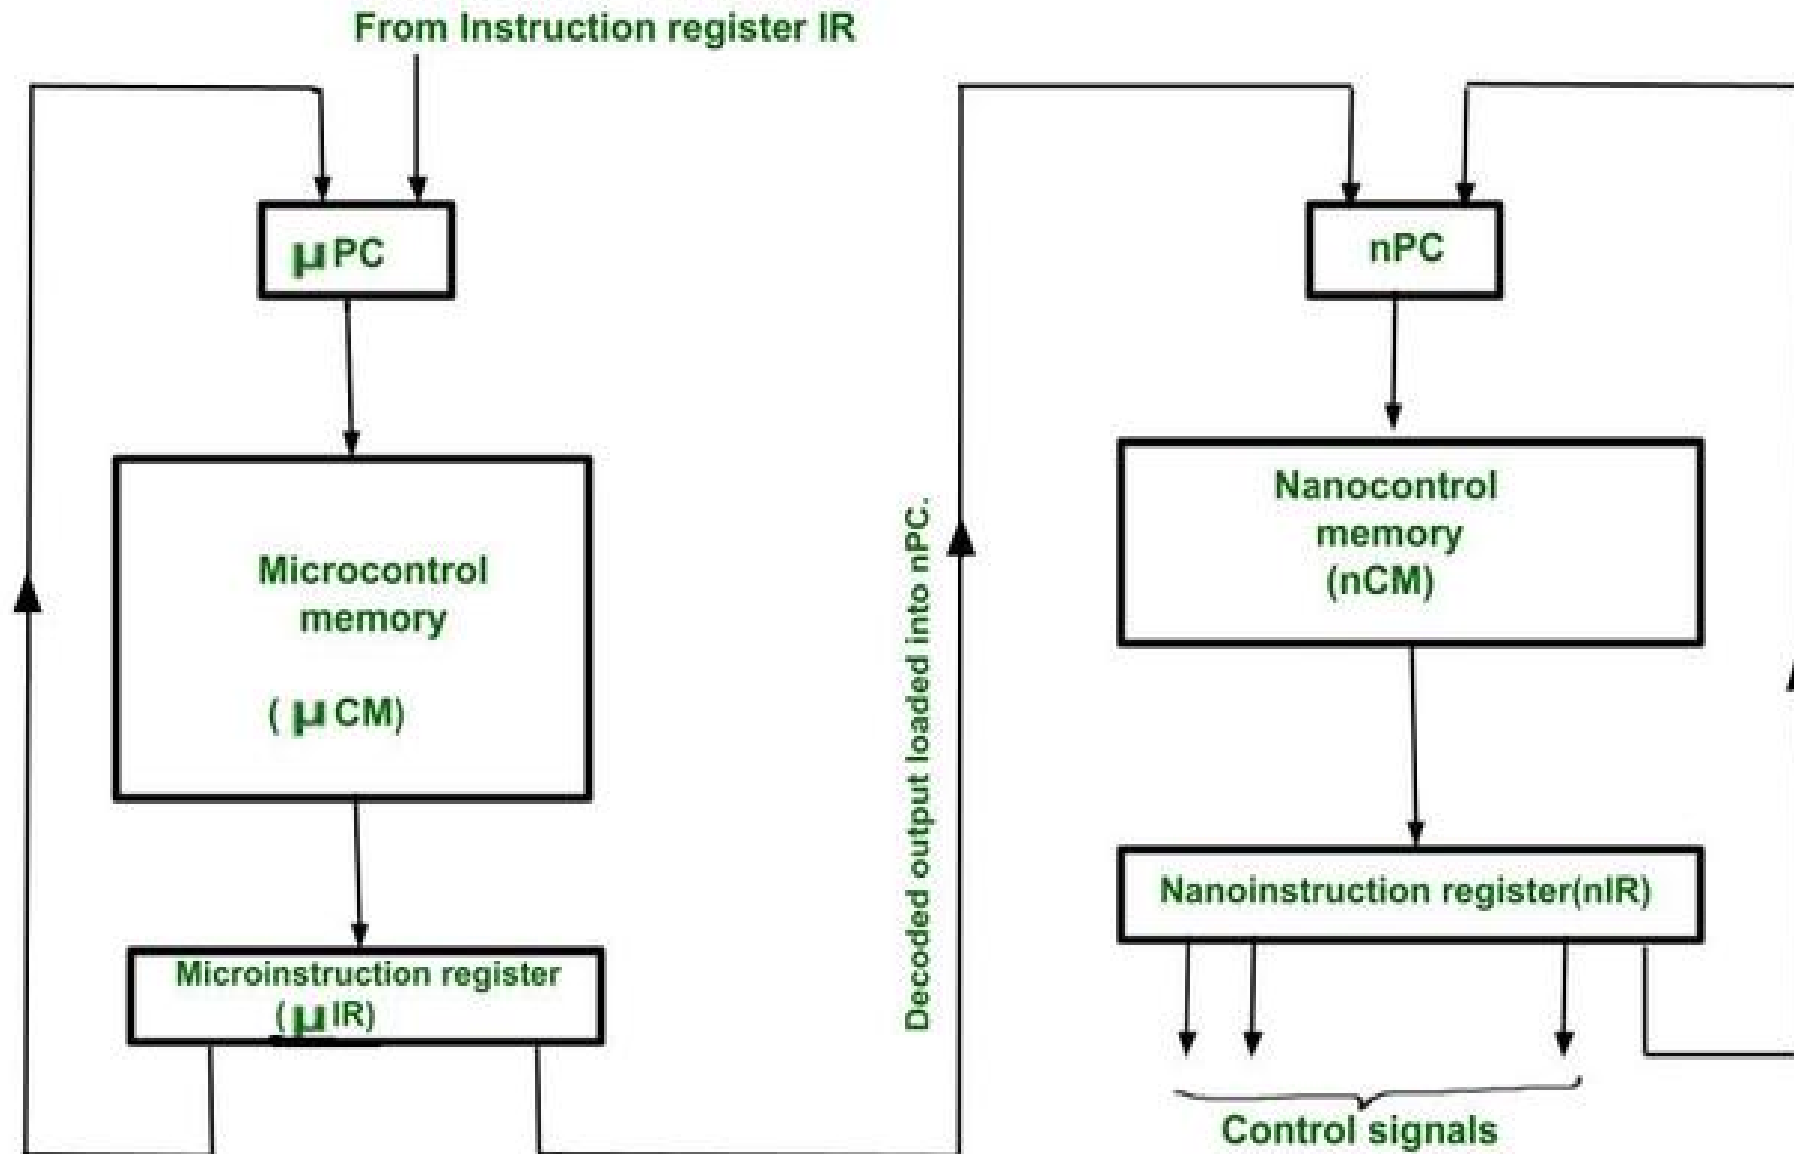 From Instruction register IR
µPC
Microcontrol
memory
( µCM)
Microinstruction register
(µIR)
Decoded output loaded into nPC.
nPC
Nanocontrol
memory
(nCM)
Nanoinstruction register(nIR)
Control signals